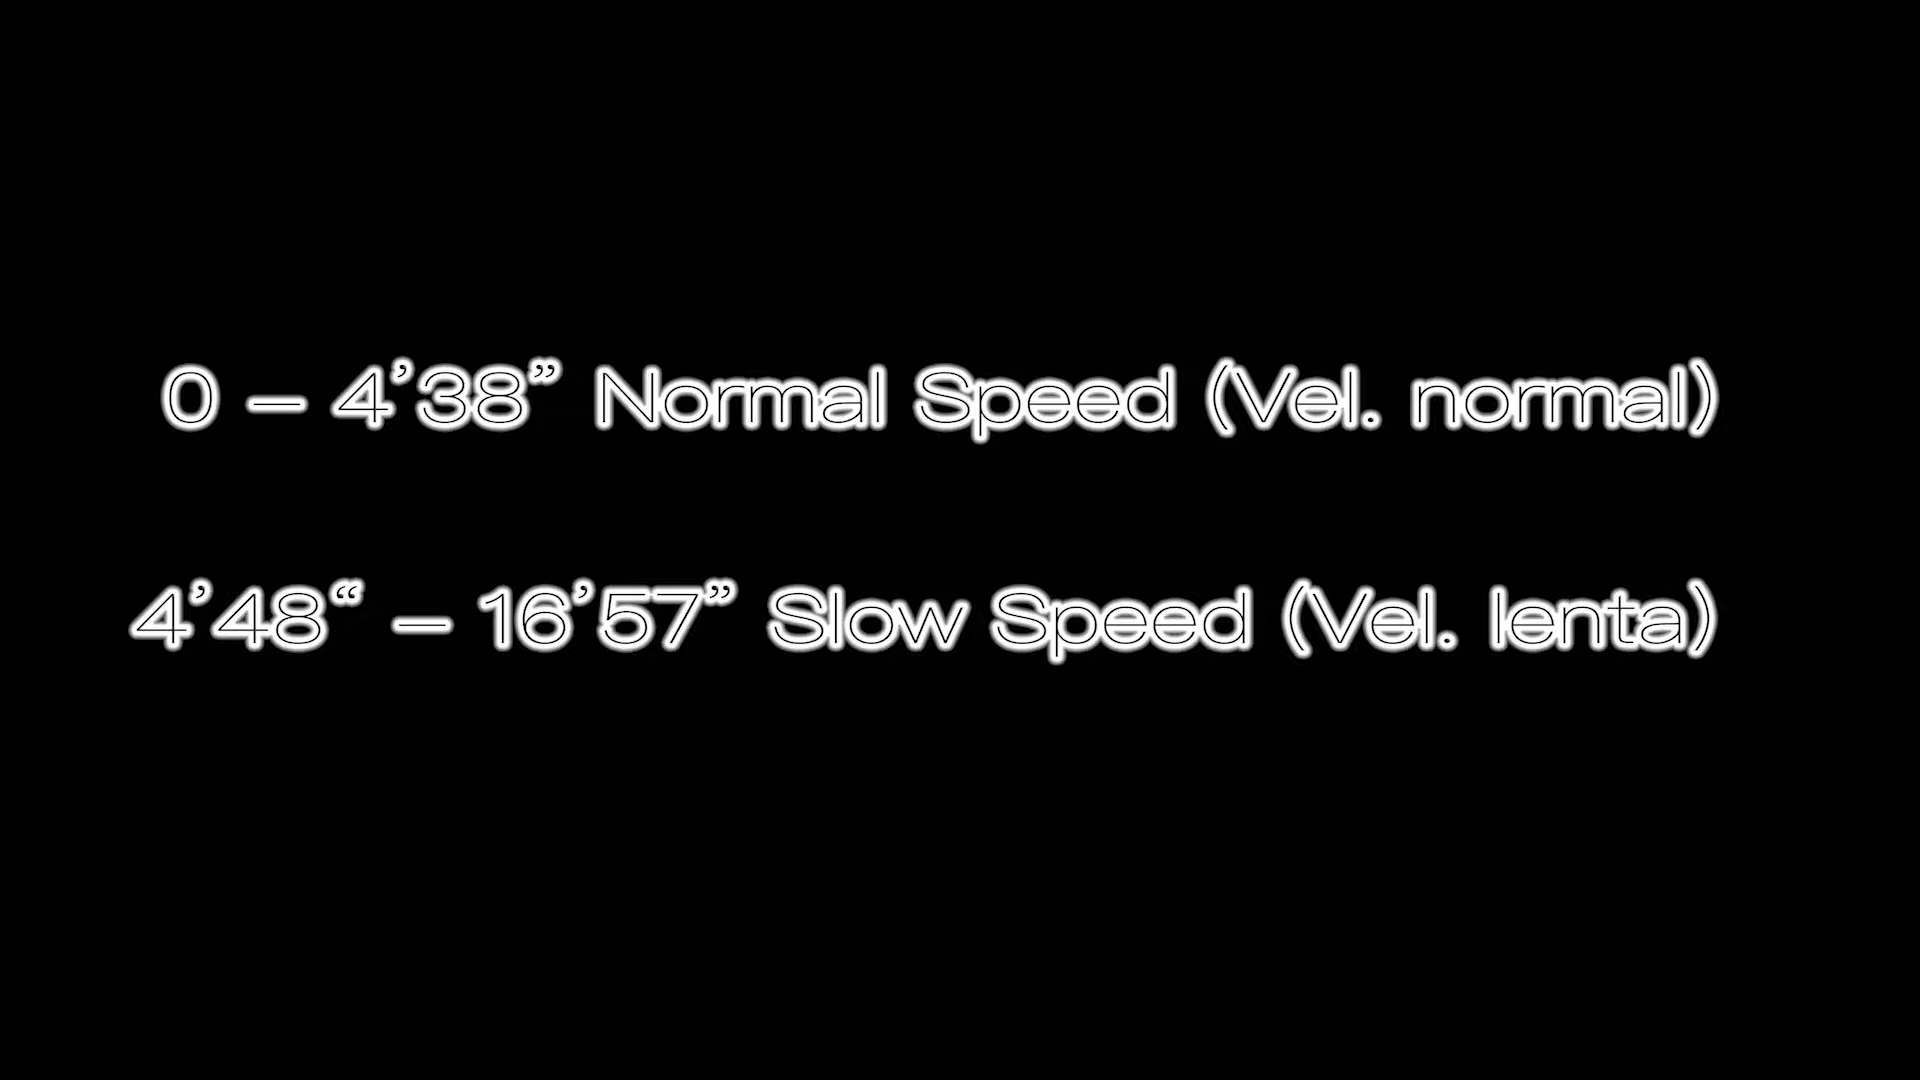 0 – 4’38” Normal Speed (Vel. normal)
4’48“ – 16’57” Slow Speed (Vel. lenta)